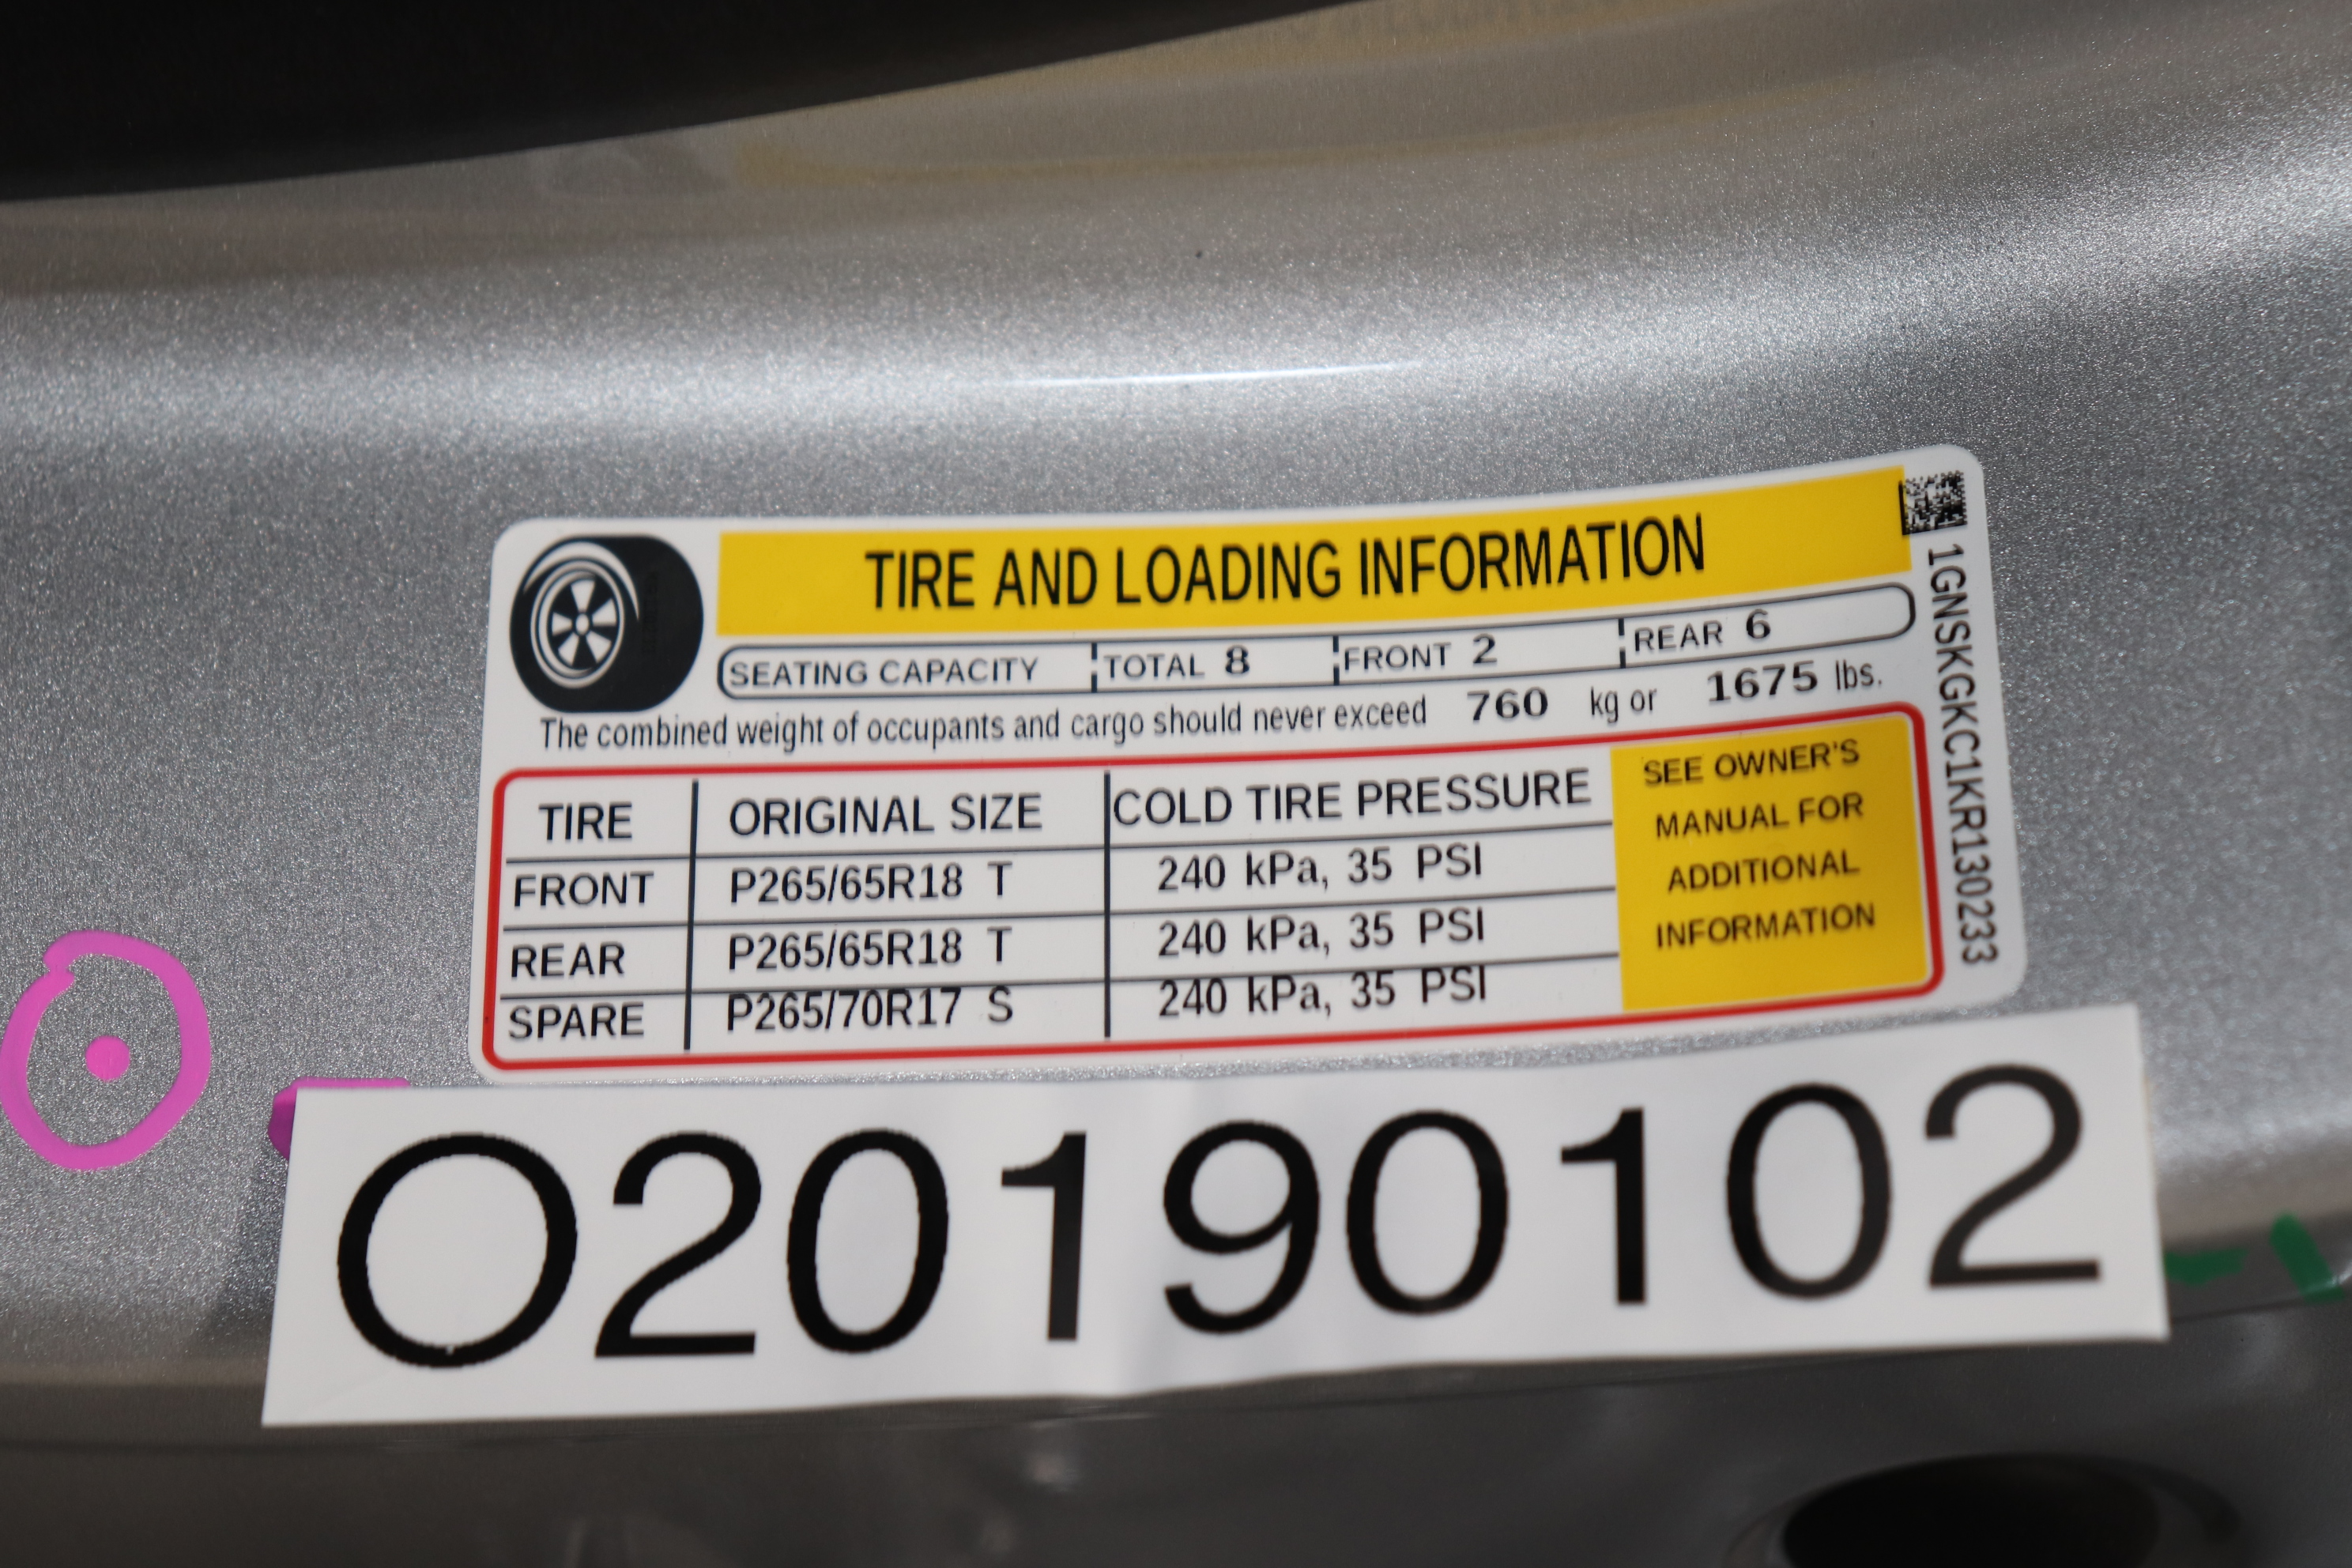 TIRE AND LOADING INFORMATION
SEATING CAPACITY TOTAL 8 FRONT 2 REAR 6
The combined weight of occupants and cargo should never exceed 760 kg or 1675 lbs.
TIRE ORIGINAL SIZE COLD TIRE PRESSURE
FRONT P265/65R18 T 240 kPa, 35 PSI
REAR P265/65R18 T 240 kPa, 35 PSI
SPARE P265/70R17 S 240 kPa, 35 PSI
SEE OWNER'S
MANUAL FOR
ADDITIONAL
INFORMATION
1GNSKGKC1KR130233
O20190102